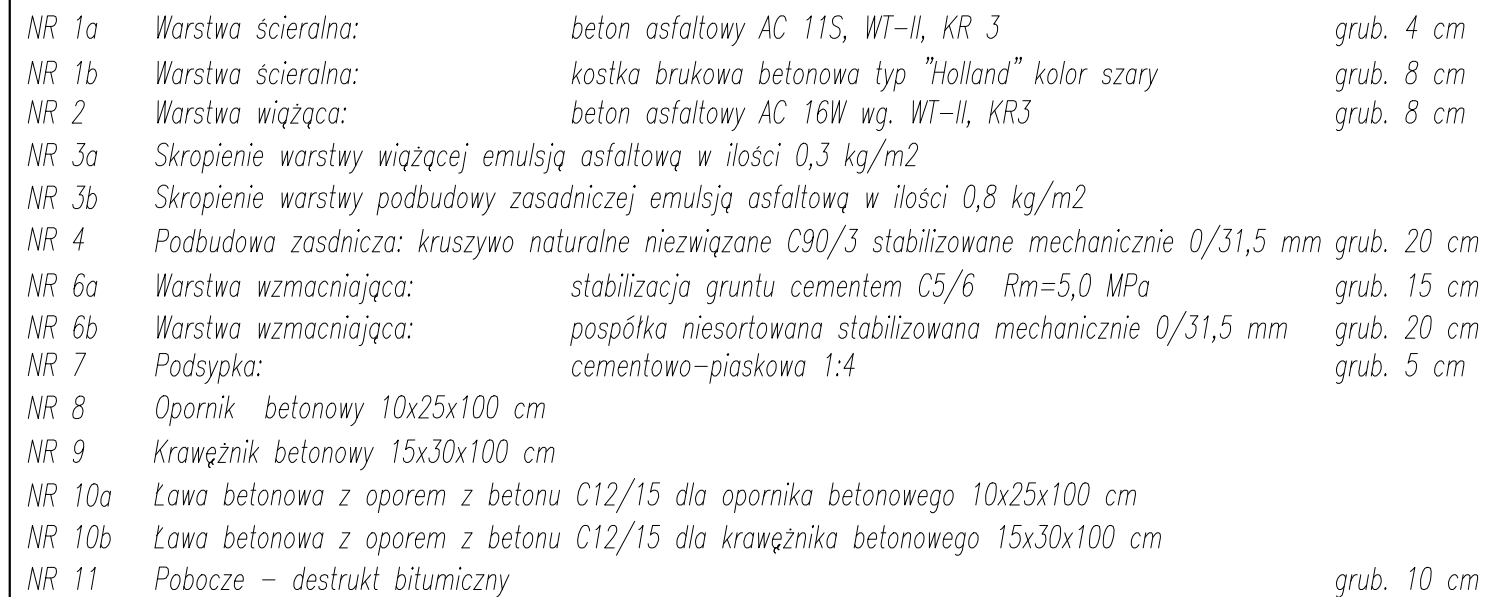 NR 1a Warstwa ścieralna: beton asfaltowy AC 11S, WT-II, KR 3 grub. 4 cm
NR 1b Warstwa ścieralna: kostka brukowa betonowa typ "Holland" kolor szary grub. 8 cm
NR 2 Warstwa wiążąca: beton asfaltowy AC 16W wg. WT-II, KR3 grub. 8 cm
NR 3a Skropienie warstwy wiążącej emulsją asfaltową w ilości 0,3 kg/m2
NR 3b Skropienie warstwy podbudowy zasadniczej emulsją asfaltową w ilości 0,8 kg/m2
NR 4 Podbudowa zasdnicza: kruszywo naturalne niezwiązane C90/3 stabilizowane mechanicznie 0/31,5 mm grub. 20 cm
NR 6a Warstwa wzmacniająca: stabilizacja gruntu cementem C5/6 Rm=5,0 MPa grub. 15 cm
NR 6b Warstwa wzmacniająca: pospółka niesortowana stabilizowana mechanicznie 0/31,5 mm grub. 20 cm
NR 7 Podsypka: cementowo-piaskowa 1:4 grub. 5 cm
NR 8 Opornik betonowy 10x25x100 cm
NR 9 Krawężnik betonowy 15x30x100 cm
NR 10a Ława betonowa z oporem z betonu C12/15 dla opornika betonowego 10x25x100 cm
NR 10b Ława betonowa z oporem z betonu C12/15 dla krawężnika betonowego 15x30x100 cm
NR 11 Pobocze - destrukt bitumiczny grub. 10 cm